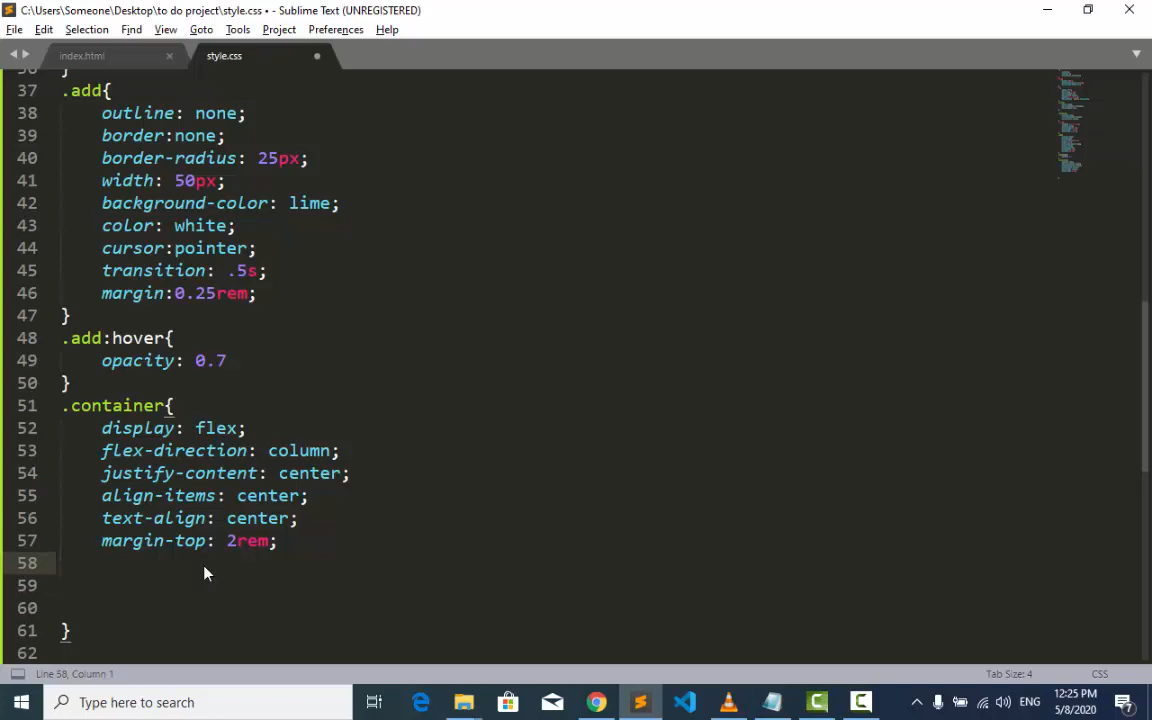 C:\Users\Someone\Desktop\to do project\style.css • - Sublime Text (UNREGISTERED)
File Edit Selection Find View Goto Tools Project Preferences Help
index.html style.css
36 }
37 .add{
38 outline: none;
39 border:none;
40 border-radius: 25px;
41 width: 50px;
42 background-color: lime;
43 color: white;
44 cursor:pointer;
45 transition: .5s;
46 margin:0.25rem;
47 }
48 .add:hover{
49 opacity: 0.7
50 }
51 .container{
52 display: flex;
53 flex-direction: column;
54 justify-content: center;
55 align-items: center;
56 text-align: center;
57 margin-top: 2rem;
58
59
60
61 }
62
Line 58, Column 1 Tab Size: 4 CSS
Type here to search ENG 12:25 PM
5/8/2020 7